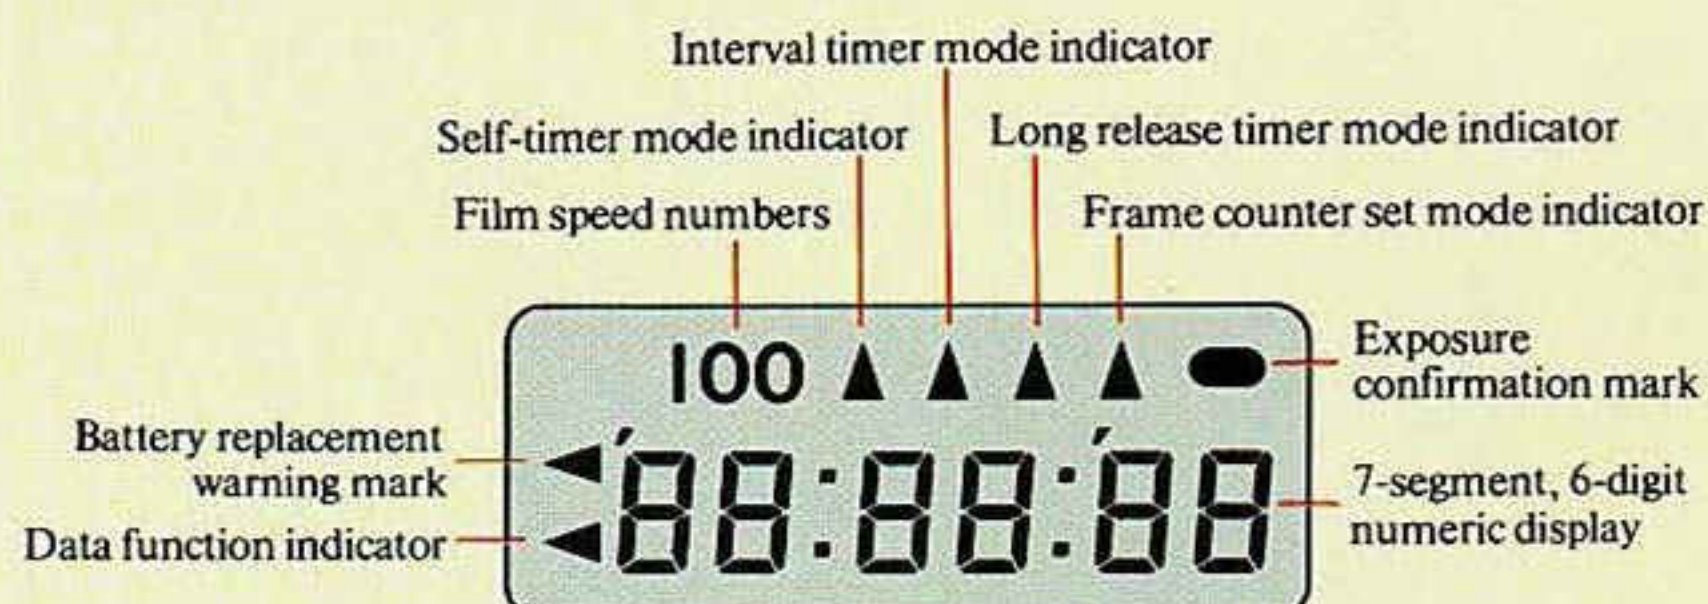 Interval timer mode indicator
Self-timer mode indicator
Long release timer mode indicator
Film speed numbers
Frame counter set mode indicator
100
Exposure
confirmation mark
Battery replacement
warning mark
'88:88:'88
7-segment, 6-digit
numeric display
Data function indicator